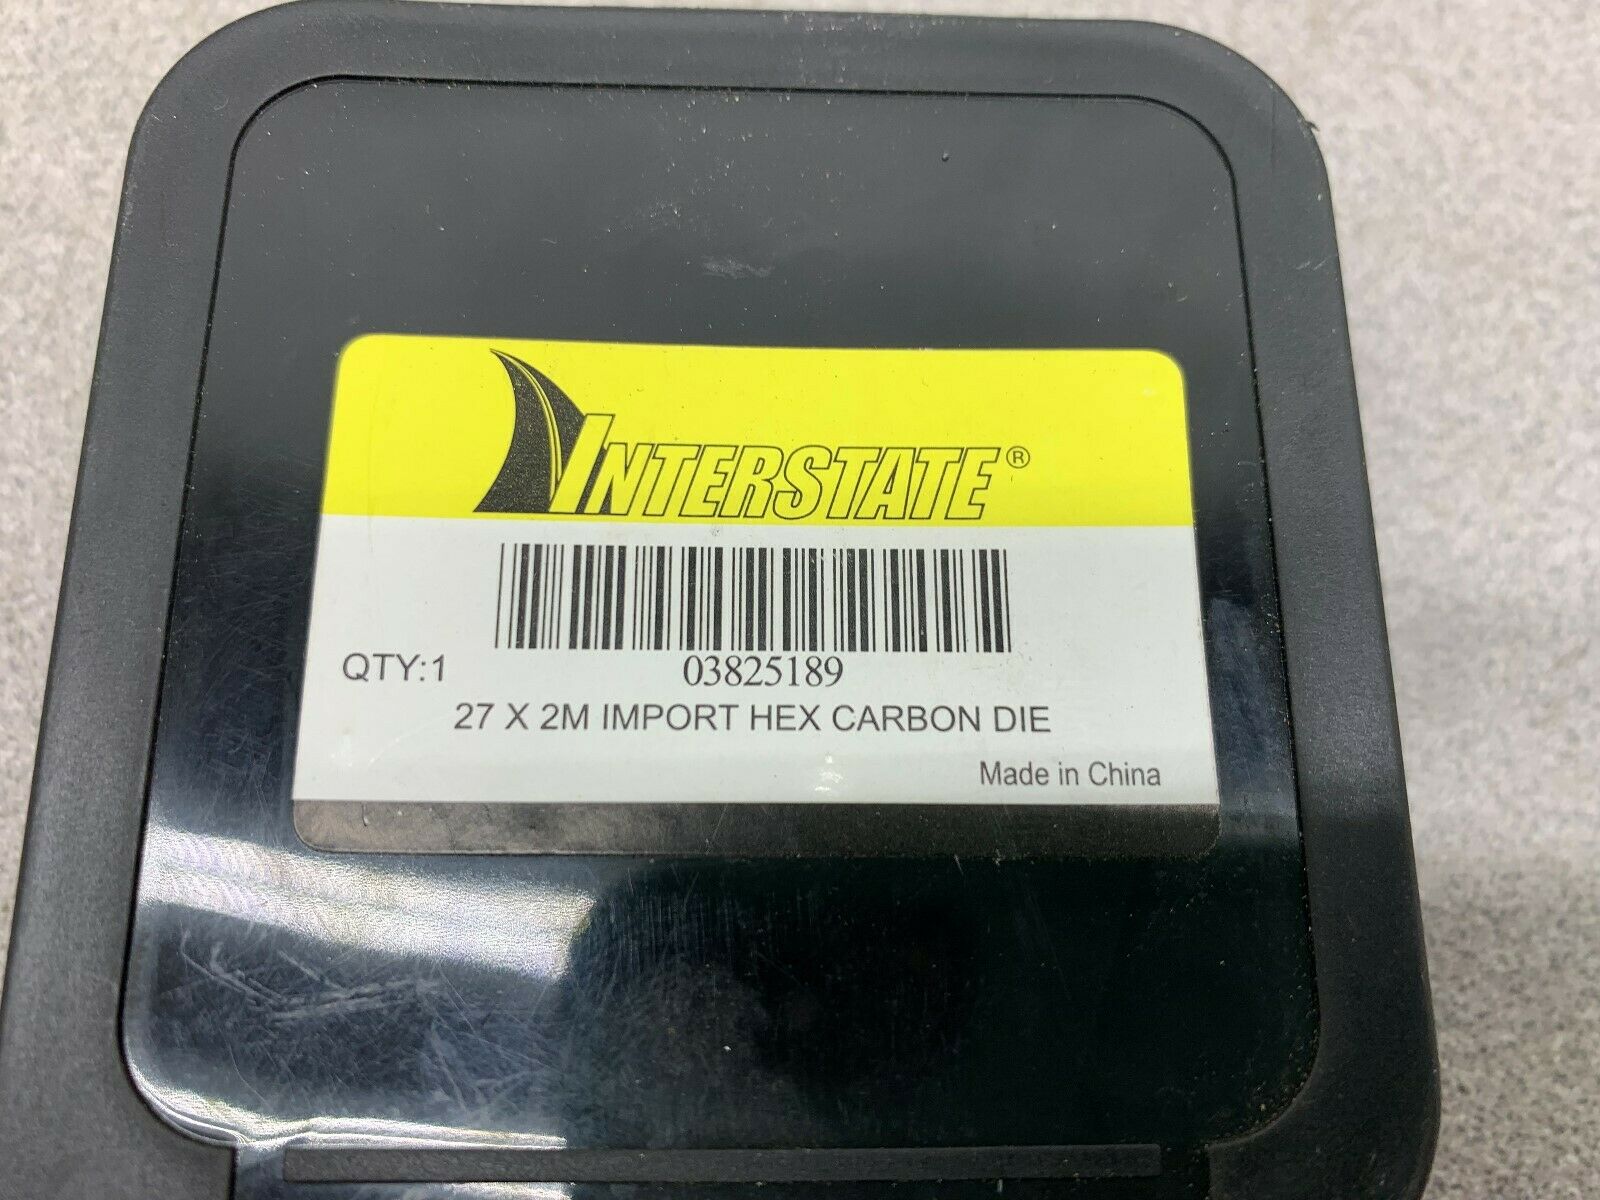 INTERSTATE®
QTY:1
03825189
27 X 2M IMPORT HEX CARBON DIE
Made in China